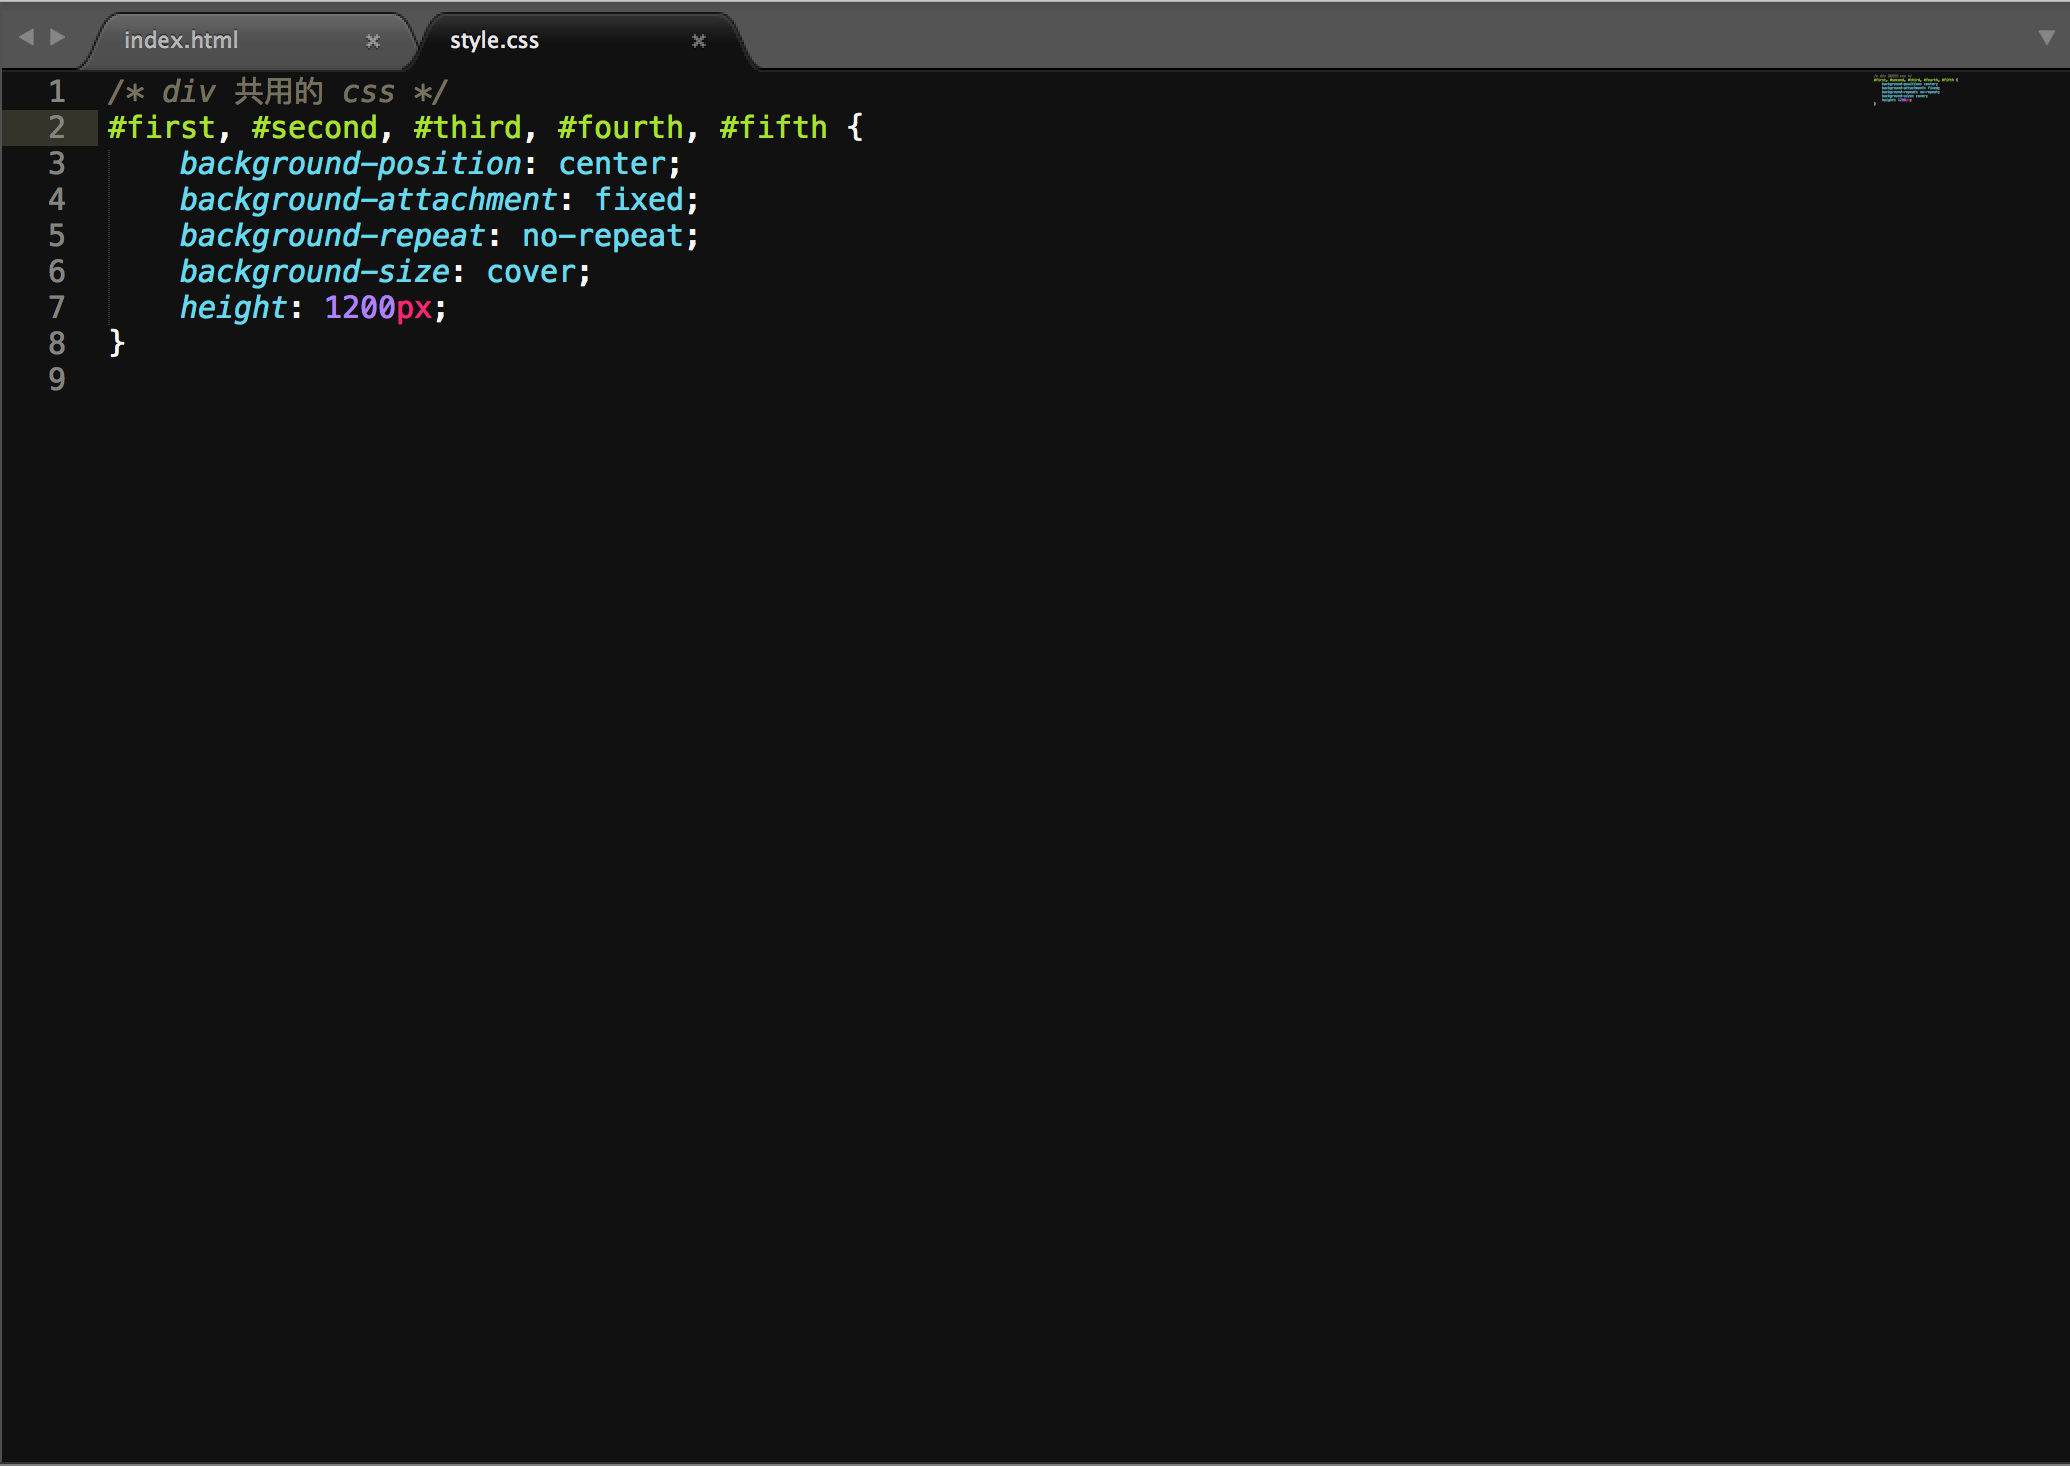 index.html
style.css
1 /* div 共用的 css */
2 #first, #second, #third, #fourth, #fifth {
3     background-position: center;
4     background-attachment: fixed;
5     background-repeat: no-repeat;
6     background-size: cover;
7     height: 1200px;
8 }
9